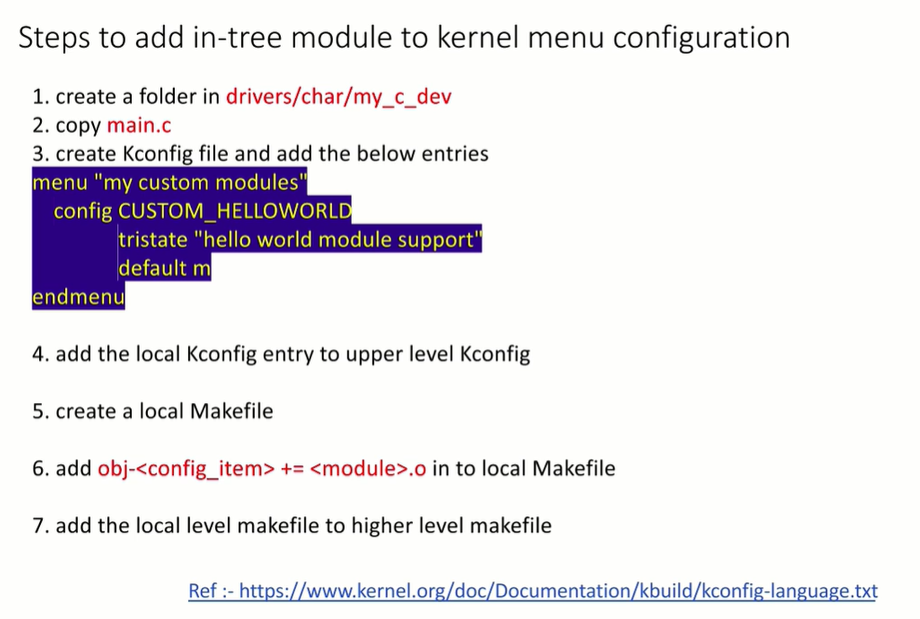 Steps to add in-tree module to kernel menu configuration
1. create a folder in drivers/char/my_c_dev
2. copy main.c
3. create Kconfig file and add the below entries
menu "my custom modules"
config CUSTOM_HELLOWORLD
tristate "hello world module support"
default m
endmenu
4. add the local Kconfig entry to upper level Kconfig
5. create a local Makefile
6. add obj-<config_item> += <module>.o in to local Makefile
7. add the local level makefile to higher level makefile
Ref :- https://www.kernel.org/doc/Documentation/kbuild/kconfig-language.txt